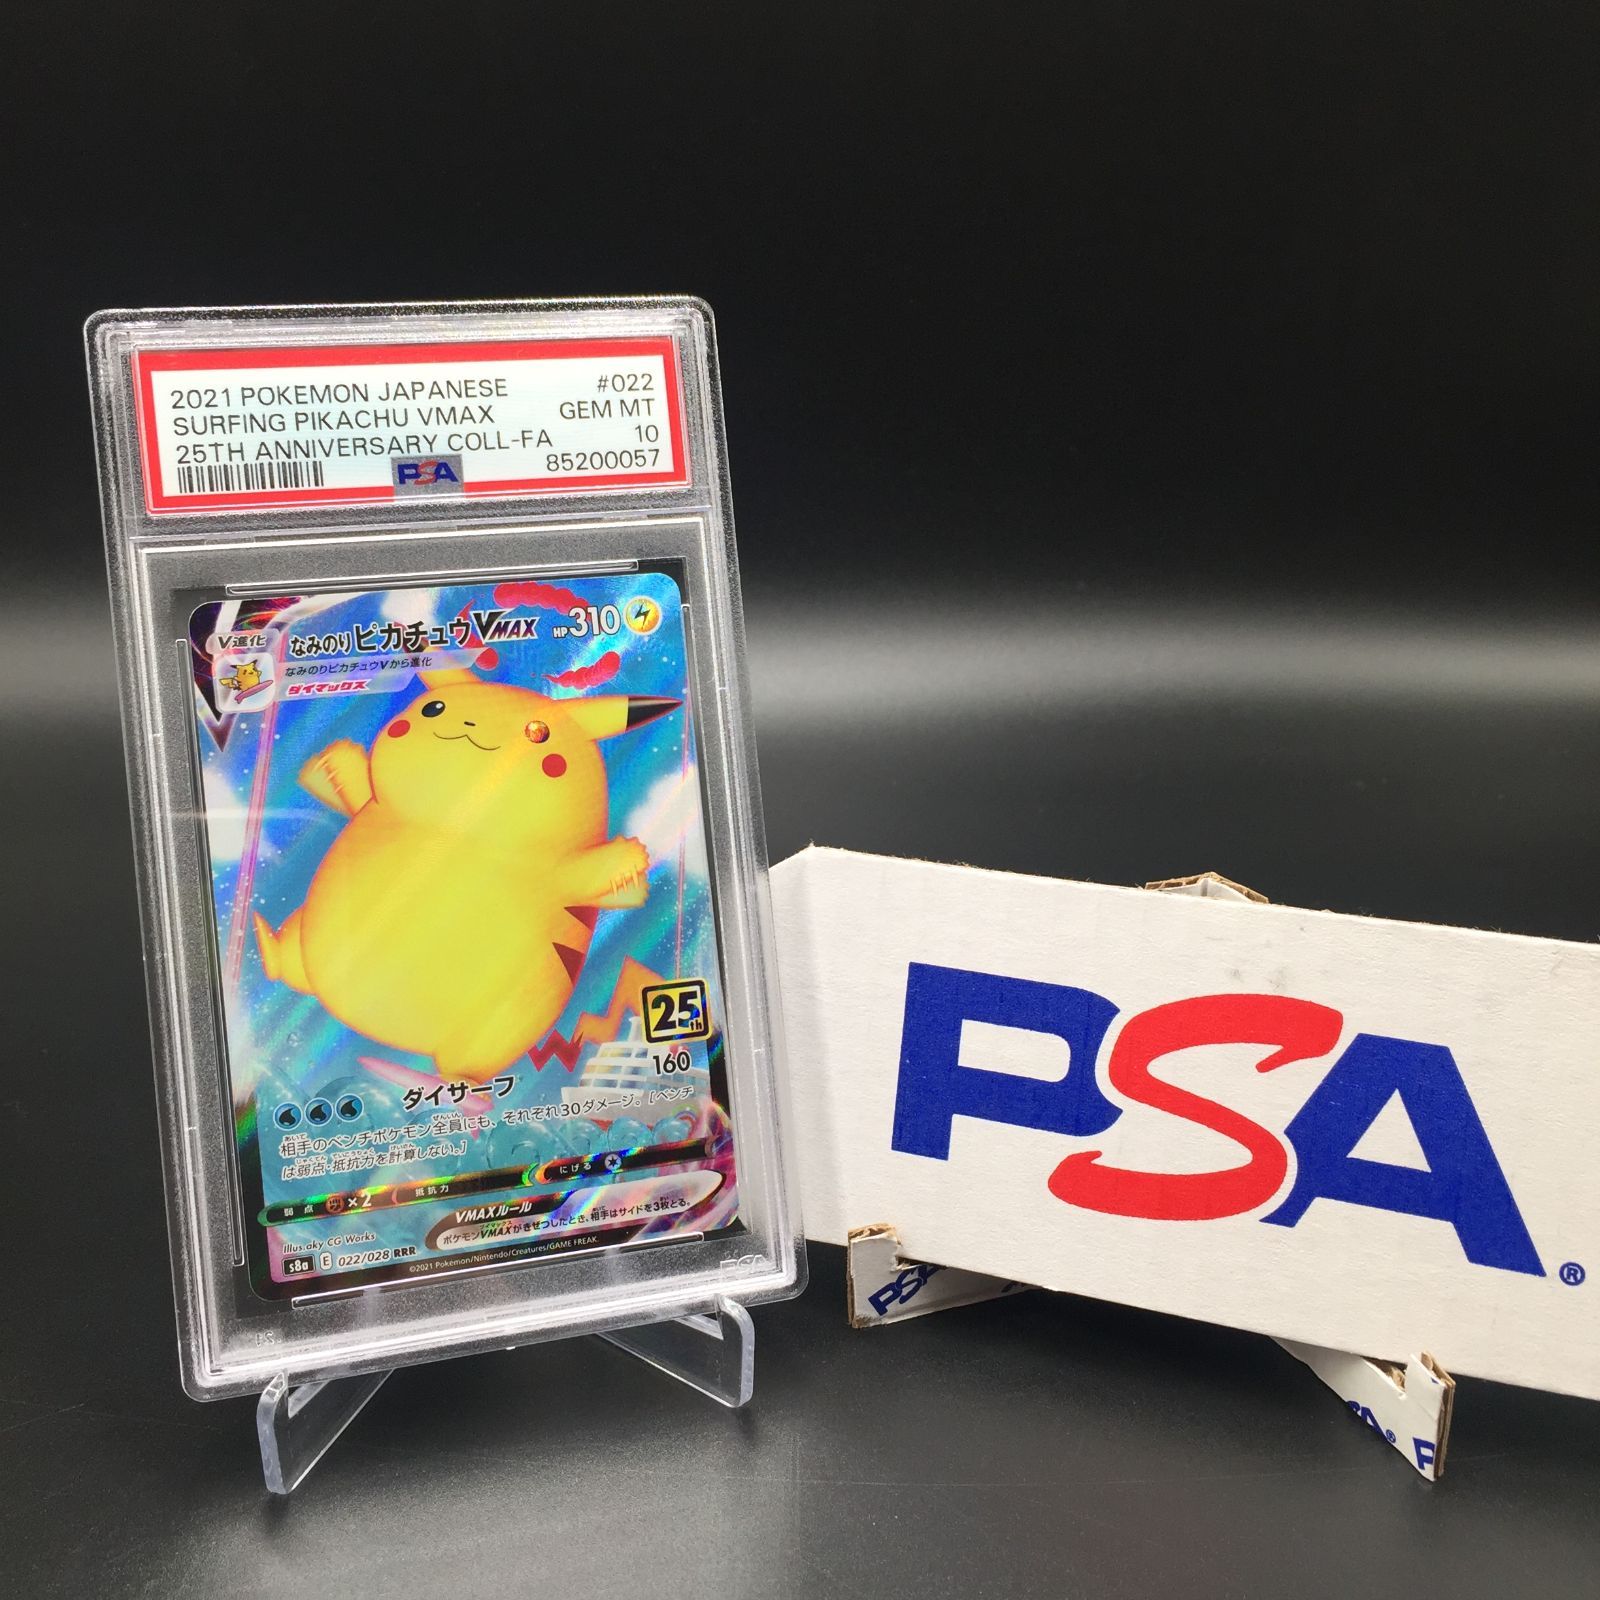 2021 POKEMON JAPANESE #022
SURFING PIKACHU VMAX GEM MT
25TH ANNIVERSARY COLL-FA 10
PSA 85200057
V進化
なみのりピカチュウVMAX HP310
なみのりピカチュウVから進化
ダイマックス
25th
ダイサーフ 160
相手のベンチポケモン全員にも、それぞれ30ダメージ。[ベンチ
は弱点・抵抗力を計算しない。]
弱点 ×2 抵抗力 にげる
VMAXルール
ポケモンVMAXがきぜつしたとき、相手はサイドを3枚とる。
Illus. aky CG Works
s8a E 022/028 RRR
©2021 Pokémon/Nintendo/Creatures/GAME FREAK.
PSA
PSA®
PSA